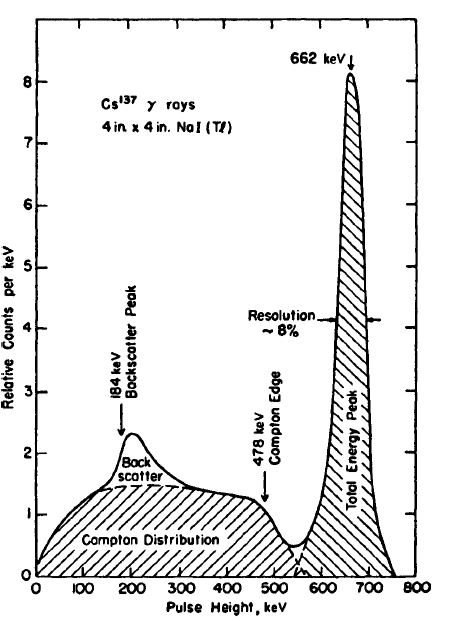 662 keV
Cs¹³⁷ γ rays
4 in. x 4 in. NaI (Tl)
Relative Counts per keV
8
7
6
5
4
3
2
1
0
Resolution
~ 8%
184 keV
Backscatter Peak
478 keV
Compton Edge
Total Energy Peak
Back
scatter
Compton Distribution
0 100 200 300 400 500 600 700 800
Pulse Height, keV